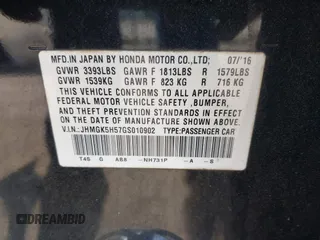 MFD.IN JAPAN BY HONDA MOTOR CO.,LTD; 07/'16
GVWR 3393LBS GAWR F 1813LBS R 1579LBS
GVWR 1539KG GAWR F 823 KG R 716 KG
THIS VEHICLE CONFORMS TO ALL APPLICABLE
FEDERAL MOTOR VEHICLE SAFETY ,BUMPER,
AND THEFT PREVENTION STANDARDS IN EFFECT
ON THE DATE OF MANUFACTURE SHOWN ABOVE.
V.I.N.: JHMGK5H57GS010902 TYPE:PASSENGER CAR
T45 G AB8 - NH731P - A - B
DREAMBID